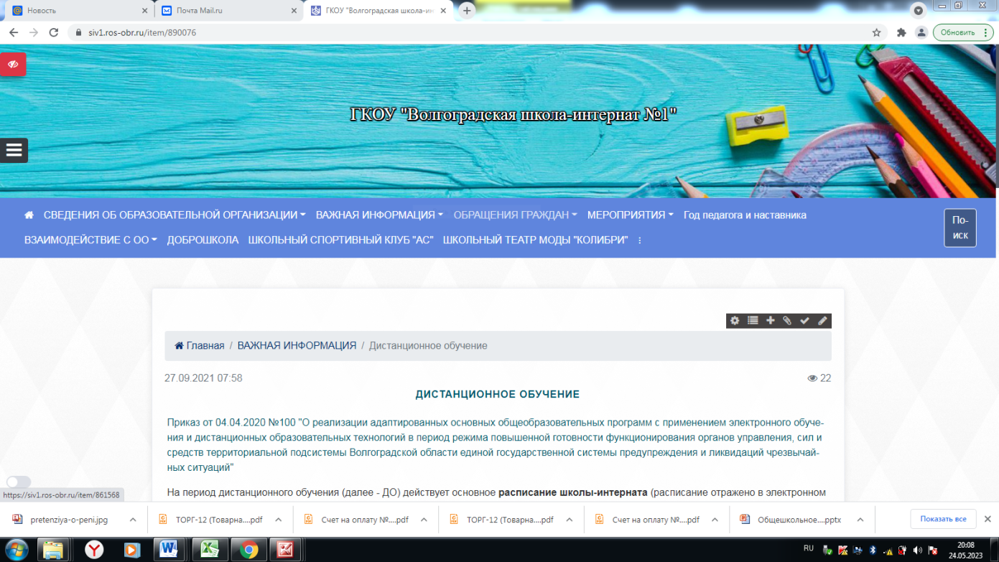 Новость
Почта Mail.ru
ГКОУ "Волгоградская школа-ин
siv1.ros-obr.ru/item/890076
Обновить
ГКОУ "Волгоградская школа-интернат №1"
СВЕДЕНИЯ ОБ ОБРАЗОВАТЕЛЬНОЙ ОРГАНИЗАЦИИ ВАЖНАЯ ИНФОРМАЦИЯ ОБРАЩЕНИЯ ГРАЖДАН МЕРОПРИЯТИЯ Год педагога и наставника
ВЗАИМОДЕЙСТВИЕ С ОО ДОБРОШКОЛА ШКОЛЬНЫЙ СПОРТИВНЫЙ КЛУБ "АС" ШКОЛЬНЫЙ ТЕАТР МОДЫ "КОЛИБРИ"
По-
иск
Главная / ВАЖНАЯ ИНФОРМАЦИЯ / Дистанционное обучение
27.09.2021 07:58
22
ДИСТАНЦИОННОЕ ОБУЧЕНИЕ
Приказ от 04.04.2020 №100 "О реализации адаптированных основных общеобразовательных программ с применением электронного обуче-
ния и дистанционных образовательных технологий в период режима повышенной готовности функционирования органов управления, сил и
средств территориальной подсистемы Волгоградской области единой государственной системы предупреждения и ликвидаций чрезвычай-
ных ситуаций"
На период дистанционного обучения (далее - ДО) действует основное расписание школы-интерната (расписание отражено в электронном
https://siv1.ros-obr.ru/item/861568
pretenziya-o-peni.jpg
ТОРГ-12 (Товарна....pdf
Счет на оплату №....pdf
ТОРГ-12 (Товарна....pdf
Счет на оплату №....pdf
Общешкольное....pptx
Показать все
RU
20:08
24.05.2023